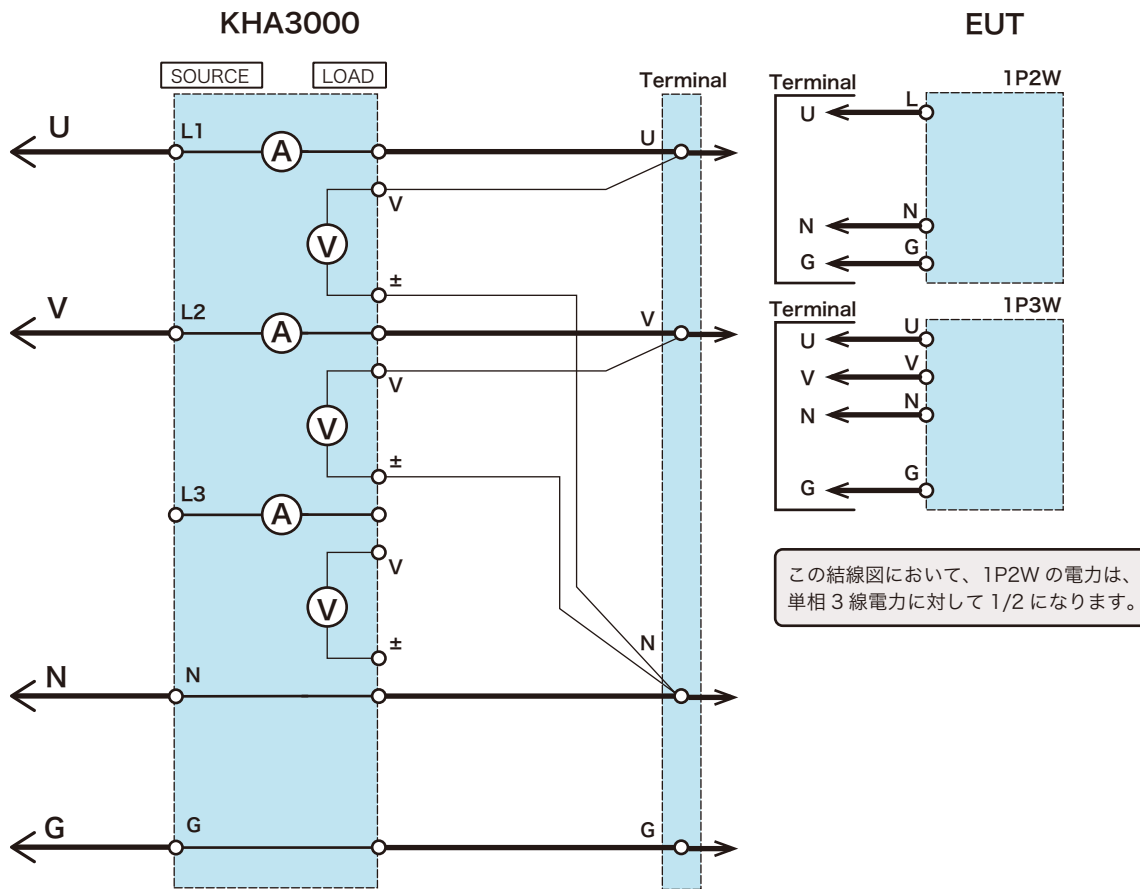 KHA3000
EUT
SOURCE
LOAD
Terminal
Terminal
1P2W
U
L1
A
U
U
L
V
V
N
N
G
G
±
V
L2
A
V
Terminal
1P3W
U
U
V
V
V
V
N
N
±
L3
A
G
G
V
V
この結線図において、1P2W の電力は、
単相 3 線電力に対して 1/2 になります。
±
N
N
N
G
G
G